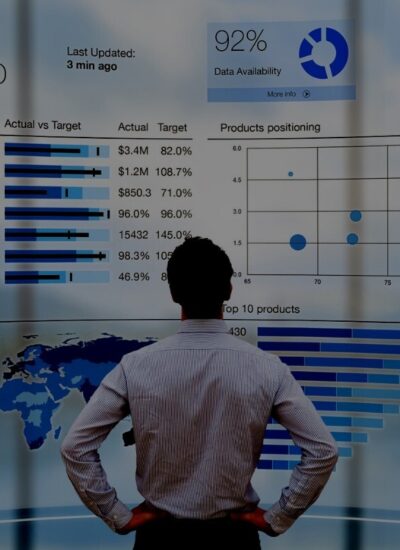 Last Updated:
3 min ago
92%
Data Availability
More info
Actual vs Target Actual Target
$3.4M 82.0%
$1.2M 108.7%
$850.3 71.0%
96.0% 96.0%
15432 145.0%
98.3%
46.9%
Products positioning
6.0
4.5
3.0
1.5
65 70 75
Top 10 products
430